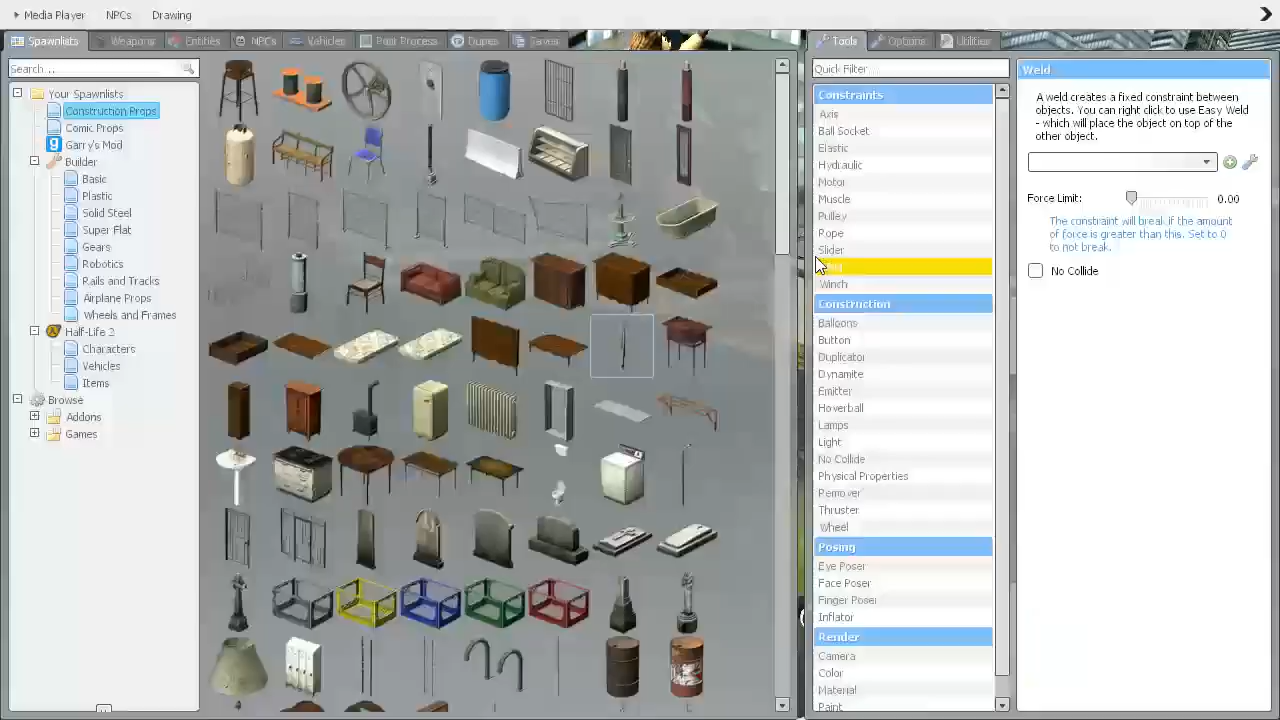 Media Player NPCs Drawing
Spawnlists Weapons Entities NPCs Vehicles Post Process Dupes Saves
Tools Options Utilities
Search...
Your Spawnlists
Construction Props
Comic Props
Garry's Mod
Builder
Basic
Plastic
Solid Steel
Super Flat
Gears
Robotics
Rails and Tracks
Airplane Props
Wheels and Frames
Half-Life 2
Characters
Vehicles
Items
Browse
Addons
Games
Quick Filter...
Constraints
Axis
Ball Socket
Elastic
Hydraulic
Motor
Muscle
Pulley
Rope
Slider
Winch
Construction
Balloons
Button
Duplicator
Dynamite
Emitter
Hoverball
Lamps
Light
No Collide
Physical Properties
Remover
Thruster
Wheel
Posing
Eye Poser
Face Poser
Finger Poser
Inflator
Render
Camera
Color
Material
Paint
Weld
A weld creates a fixed constraint between
objects. You can right click to use Easy Weld
- which will place the object on top of the
other object.
Force Limit: 0.00
The constraint will break if the amount
of force is greater than this. Set to 0
to not break.
No Collide